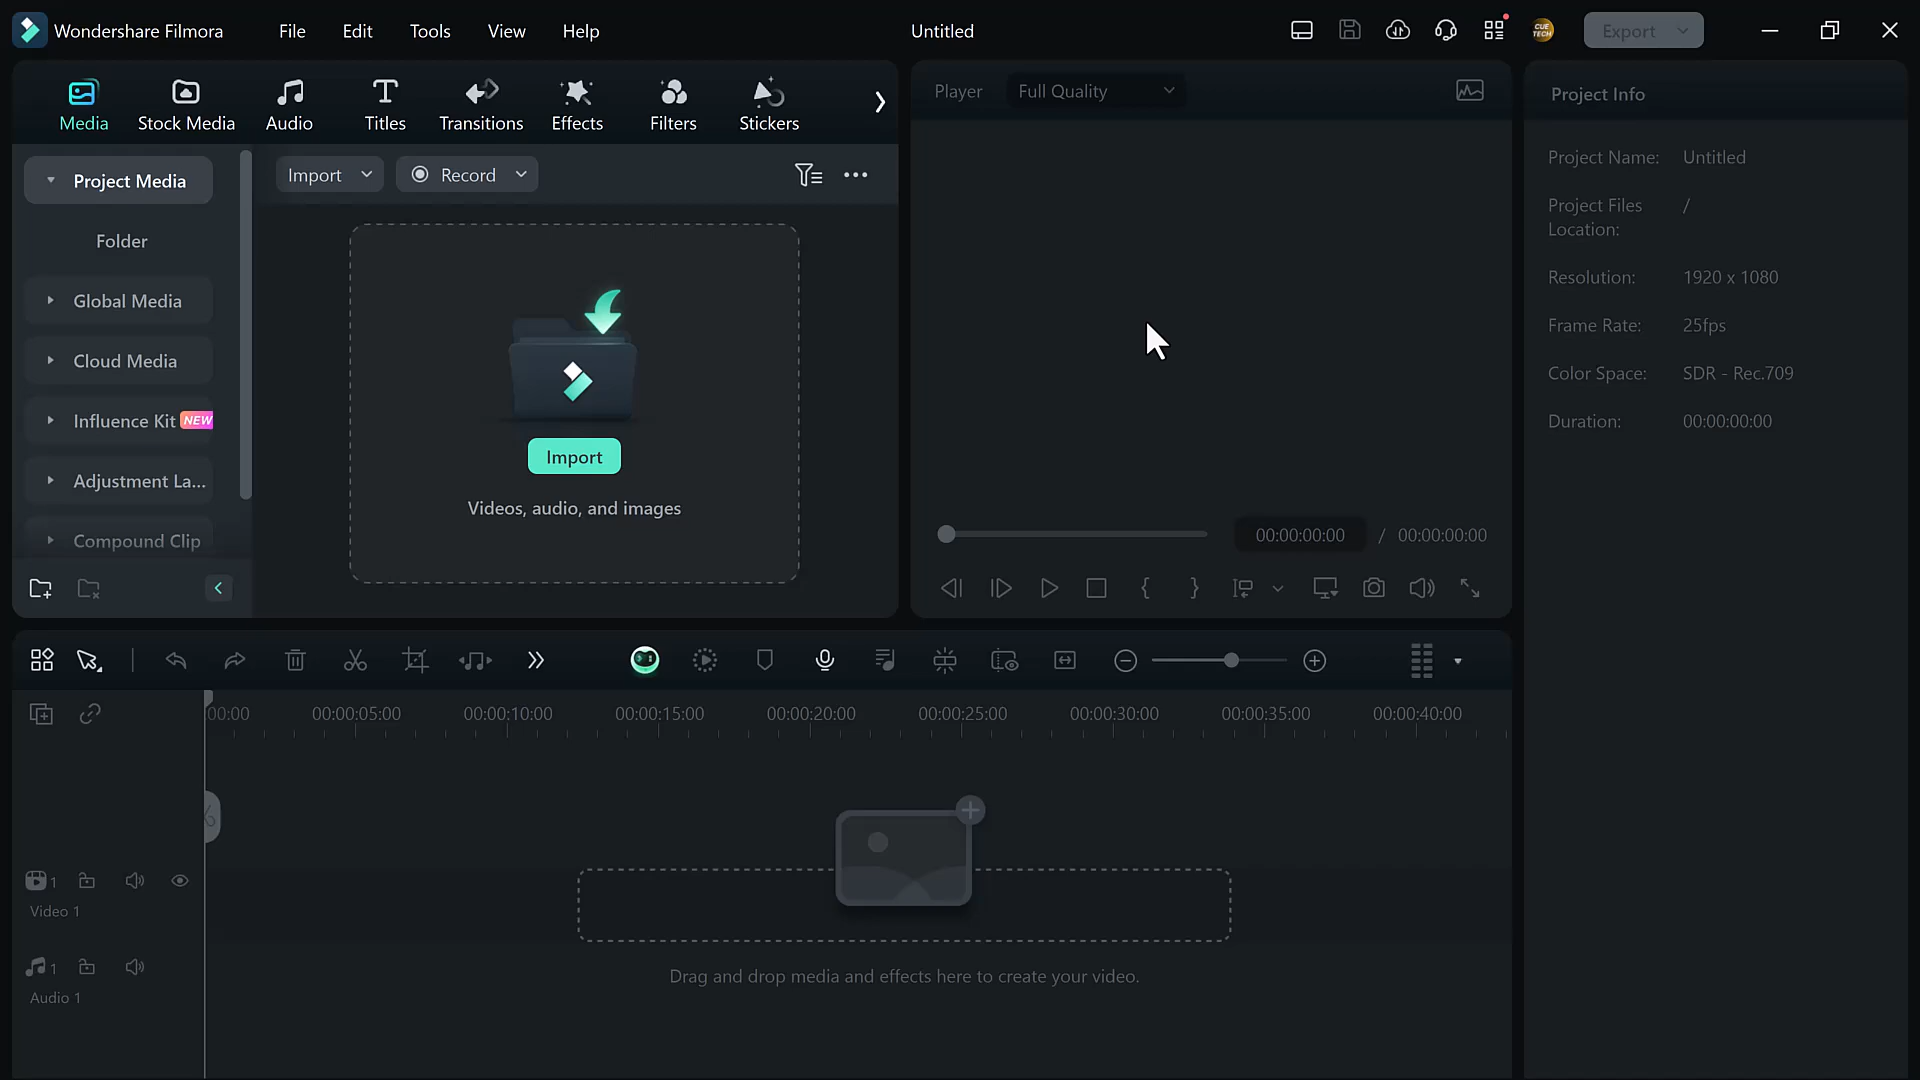 Wondershare Filmora
File
Edit
Tools
View
Help
Untitled
CUE
TECH
Export
Media
Stock Media
Audio
Titles
Transitions
Effects
Filters
Stickers
Player
Full Quality
Project Info
Project Media
Import
Record
Folder
Global Media
Cloud Media
Influence Kit NEW
Adjustment La...
Compound Clip
Import
Videos, audio, and images
00:00:00:00 / 00:00:00:00
Project Name: Untitled
Project Files
Location: /
Resolution: 1920 x 1080
Frame Rate: 25fps
Color Space: SDR - Rec.709
Duration: 00:00:00:00
:00:00
00:00:05:00
00:00:10:00
00:00:15:00
00:00:20:00
00:00:25:00
00:00:30:00
00:00:35:00
00:00:40:00
1
Video 1
1
Audio 1
Drag and drop media and effects here to create your video.